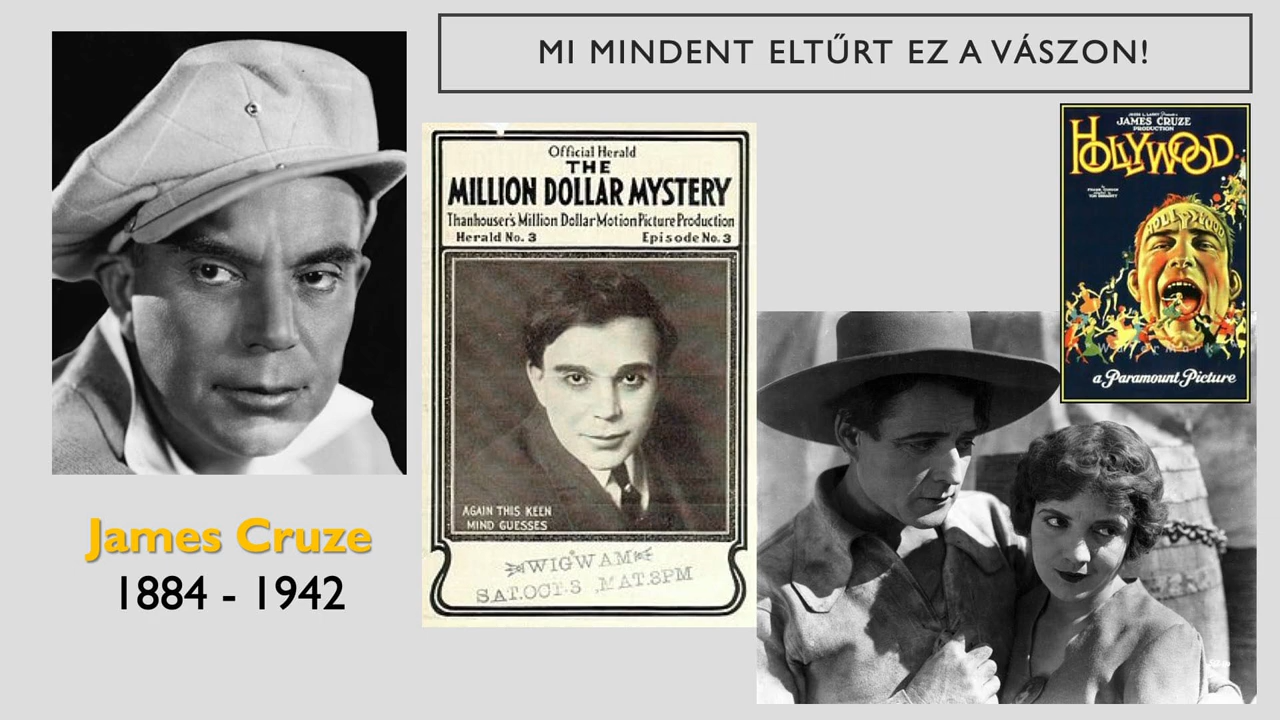 MI MINDENT ELTŰRT EZ A VÁSZON!
James Cruze
1884 - 1942
Official Herald
THE
MILLION DOLLAR MYSTERY
Thanhouser's Million Dollar Motion Picture Production
Herald No. 3 Episode No. 3
AGAIN THIS KEEN
MIND GUESSES
WIGWAM
SAT. OCT. 3 MAT. 3PM
JAMES CRUZE
PRODUCTION
HOLLYWOOD
HOLLYWOOD
a Paramount Picture